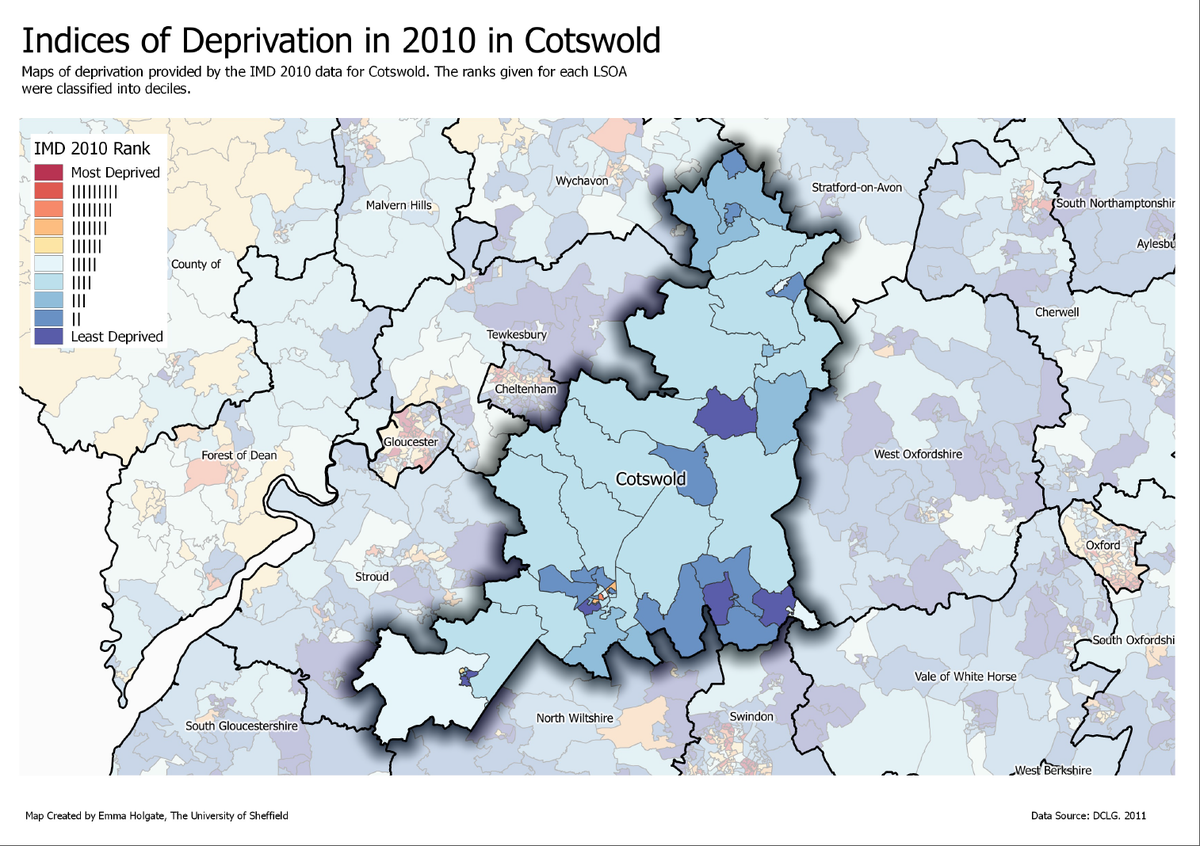 Indices of Deprivation in 2010 in Cotswold
Maps of deprivation provided by the IMD 2010 data for Cotswold. The ranks given for each LSOA
were classified into deciles.
IMD 2010 Rank
Most Deprived
|||||||||
||||||||
|||||||
||||||
|||||
||||
|||
||
Least Deprived
Wychavon
Stratford-on-Avon
Malvern Hills
South Northamptonshir
Aylesbu
County of
Cherwell
Tewkesbury
Cheltenham
Gloucester
Forest of Dean
West Oxfordshire
Cotswold
Oxford
Stroud
South Oxfordshi
Vale of White Horse
South Gloucestershire
North Wiltshire
Swindon
West Berkshire
Map Created by Emma Holgate, The University of Sheffield
Data Source: DCLG. 2011